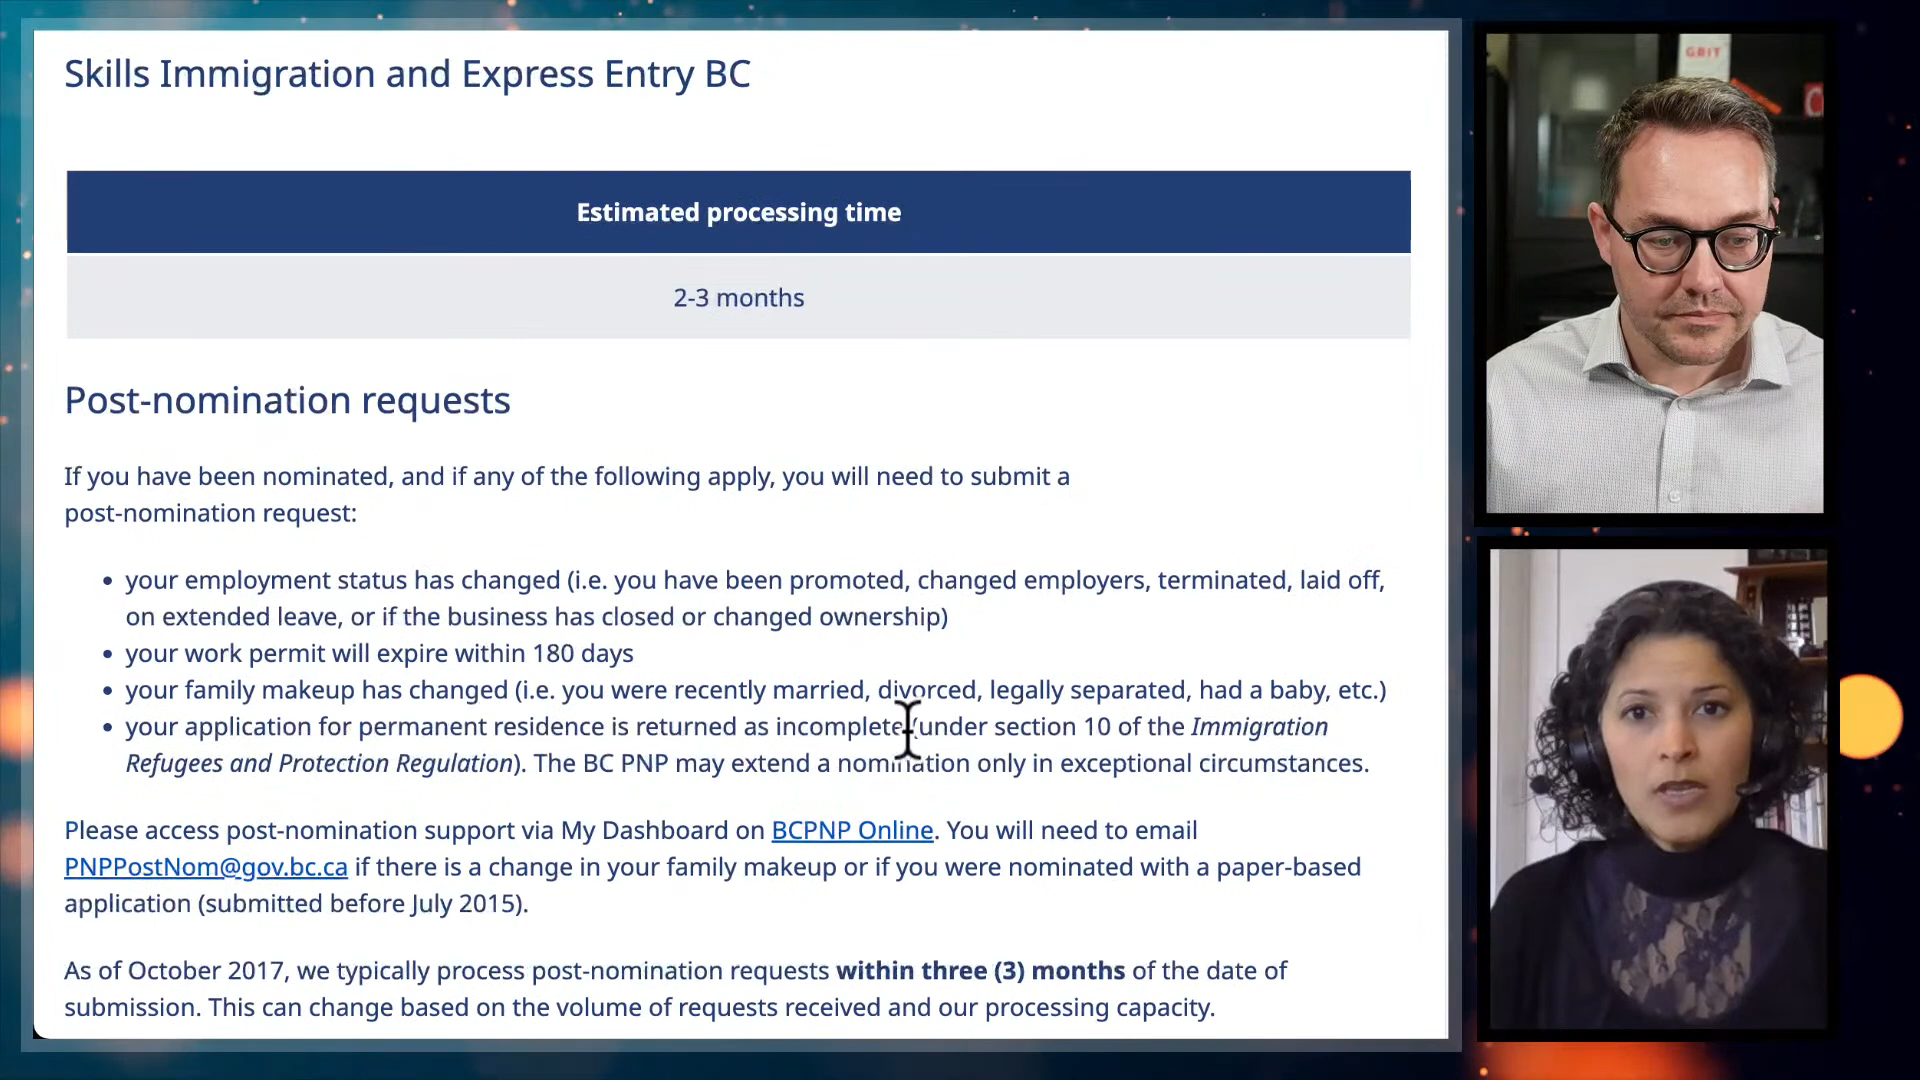 Skills Immigration and Express Entry BC
Estimated processing time
2-3 months
Post-nomination requests
If you have been nominated, and if any of the following apply, you will need to submit a
post-nomination request:
• your employment status has changed (i.e. you have been promoted, changed employers, terminated, laid off,
on extended leave, or if the business has closed or changed ownership)
• your work permit will expire within 180 days
• your family makeup has changed (i.e. you were recently married, divorced, legally separated, had a baby, etc.)
• your application for permanent residence is returned as incomplete (under section 10 of the Immigration
Refugees and Protection Regulation). The BC PNP may extend a nomination only in exceptional circumstances.
Please access post-nomination support via My Dashboard on BCPNP Online. You will need to email
PNPPostNom@gov.bc.ca if there is a change in your family makeup or if you were nominated with a paper-based
application (submitted before July 2015).
As of October 2017, we typically process post-nomination requests within three (3) months of the date of
submission. This can change based on the volume of requests received and our processing capacity.
GRIT